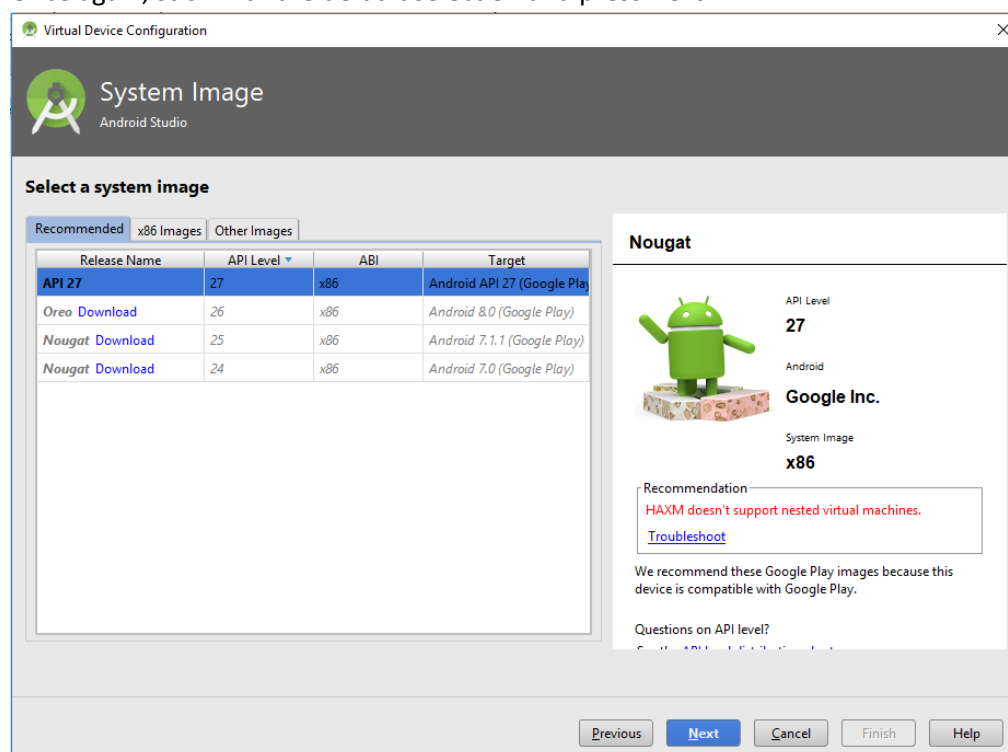 Virtual Device Configuration
System Image
Android Studio
Select a system image
Recommended x86 Images Other Images
Release Name API Level ABI Target
API 27 27 x86 Android API 27 (Google Play
Oreo Download 26 x86 Android 8.0 (Google Play)
Nougat Download 25 x86 Android 7.1.1 (Google Play)
Nougat Download 24 x86 Android 7.0 (Google Play)
Nougat
API Level
27
Android
Google Inc.
System Image
x86
Recommendation
HAXM doesn't support nested virtual machines.
Troubleshoot
We recommend these Google Play images because this
device is compatible with Google Play.
Questions on API level?
Previous Next Cancel Finish Help